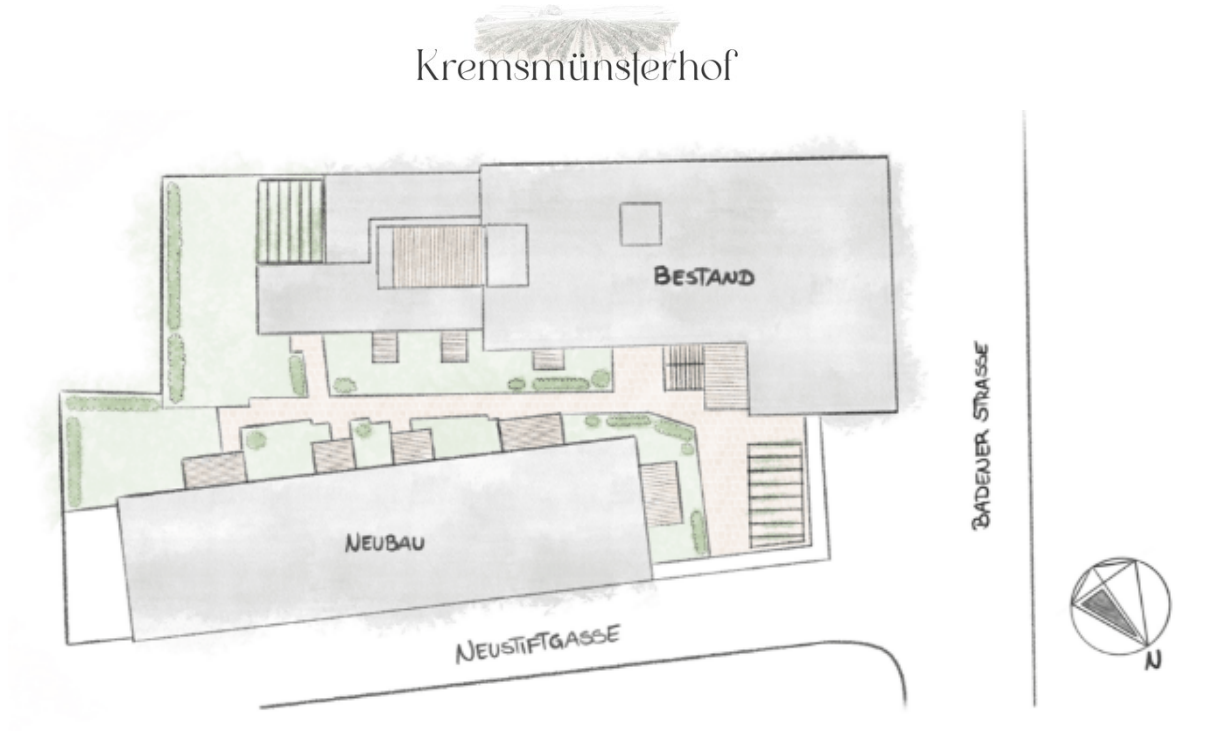 Kremsmünsterhof
BESTAND
BADENER STRASSE
NEUBAU
NEUSTIFTGASSE
N